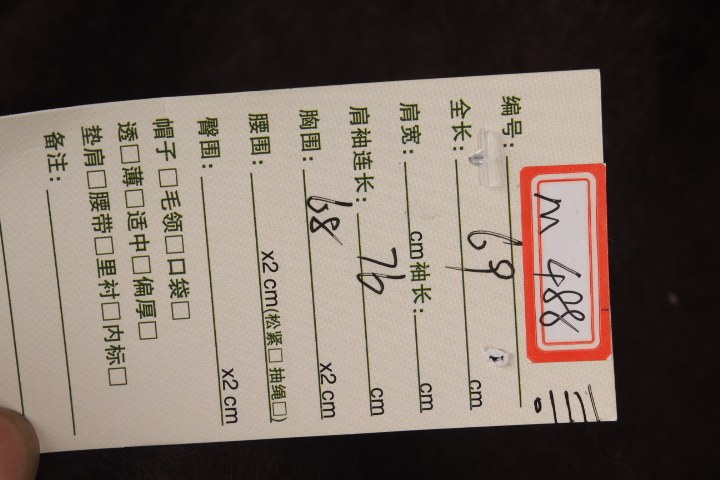 编号: m 488
全长: 69 cm
肩宽: cm 袖长: cm
肩袖连长: 76 cm
胸围: 68 x2 cm
腰围: x2 cm(松紧□ 抽绳□)
臀围: x2 cm
帽子 □毛领□口袋□
透□薄□适中□偏厚□
垫肩□腰带□里衬□内标□
备注: